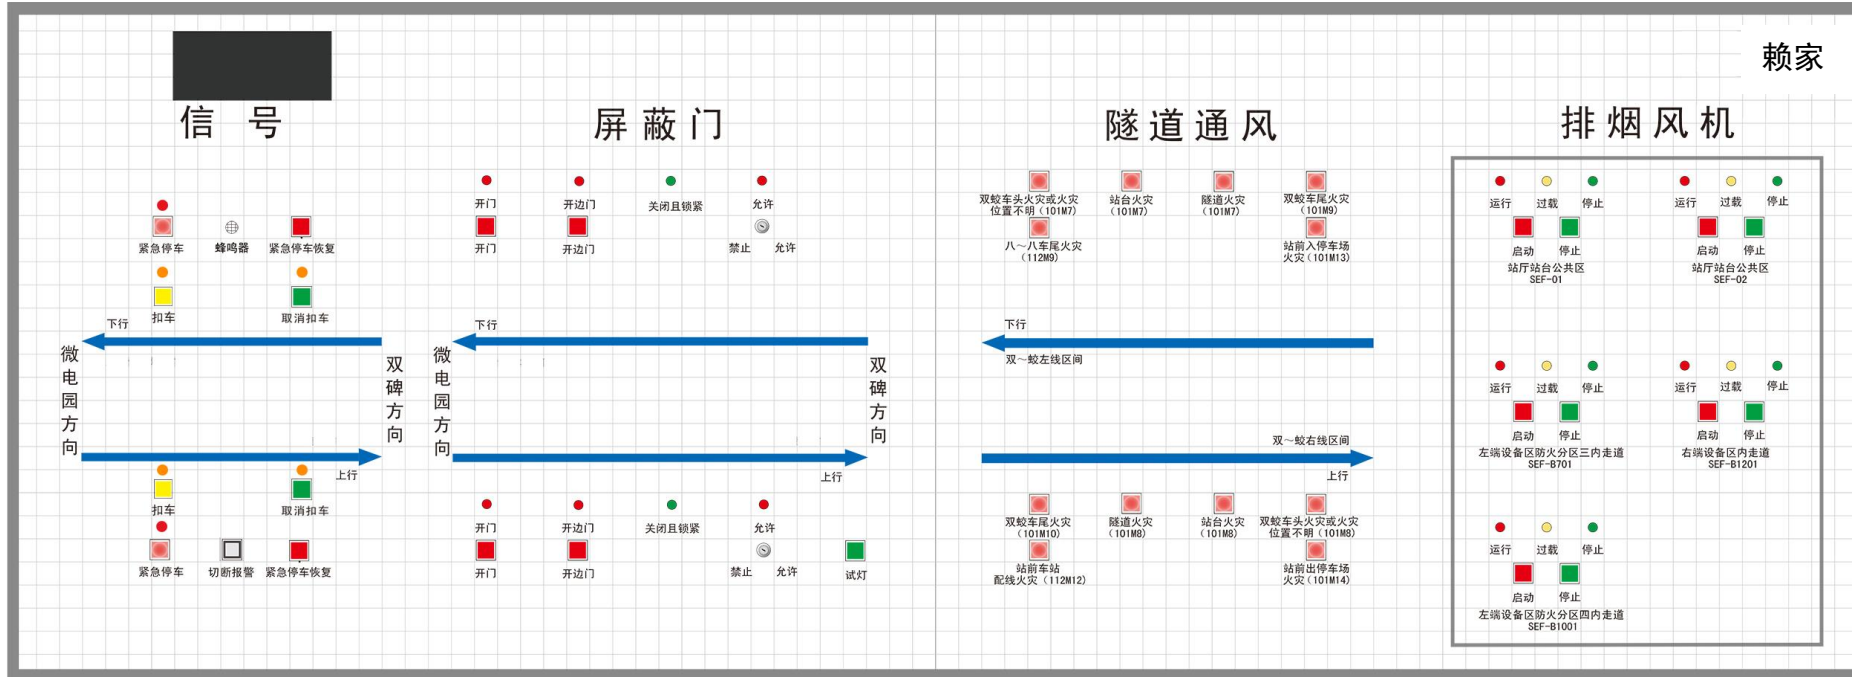 赖家
信号
屏蔽门
隧道通风
排烟风机
紧急停车
蜂鸣器
紧急停车恢复
扣车
取消扣车
下行
微电园方向
双碑方向
上行
扣车
取消扣车
紧急停车
切断报警
紧急停车恢复
开门
开边门
关闭且锁紧
允许
开门
开边门
禁止
允许
下行
微电园方向
双碑方向
上行
开门
开边门
关闭且锁紧
允许
开门
开边门
禁止
允许
试灯
双蛟车头火灾或火灾
位置不明(101M7)
站台火灾
(101M7)
隧道火灾
(101M7)
双蛟车尾火灾
(101M9)
八～八车尾火灾
(112M9)
站前入停车场
火灾(101M13)
下行
双～蛟左线区间
双～蛟右线区间
上行
双蛟车尾火灾
(101M10)
隧道火灾
(101M8)
站台火灾
(101M8)
双蛟车头火灾或火灾
位置不明(101M8)
站前车站
配线火灾(112M12)
站前出停车场
火灾(101M14)
运行
过载
停止
启动
停止
站厅站台公共区
SEF-01
运行
过载
停止
启动
停止
站厅站台公共区
SEF-02
运行
过载
停止
启动
停止
左端设备区防火分区三内走道
SEF-B701
运行
过载
停止
启动
停止
右端设备区内走道
SEF-B1201
运行
过载
停止
启动
停止
左端设备区防火分区四内走道
SEF-B1001